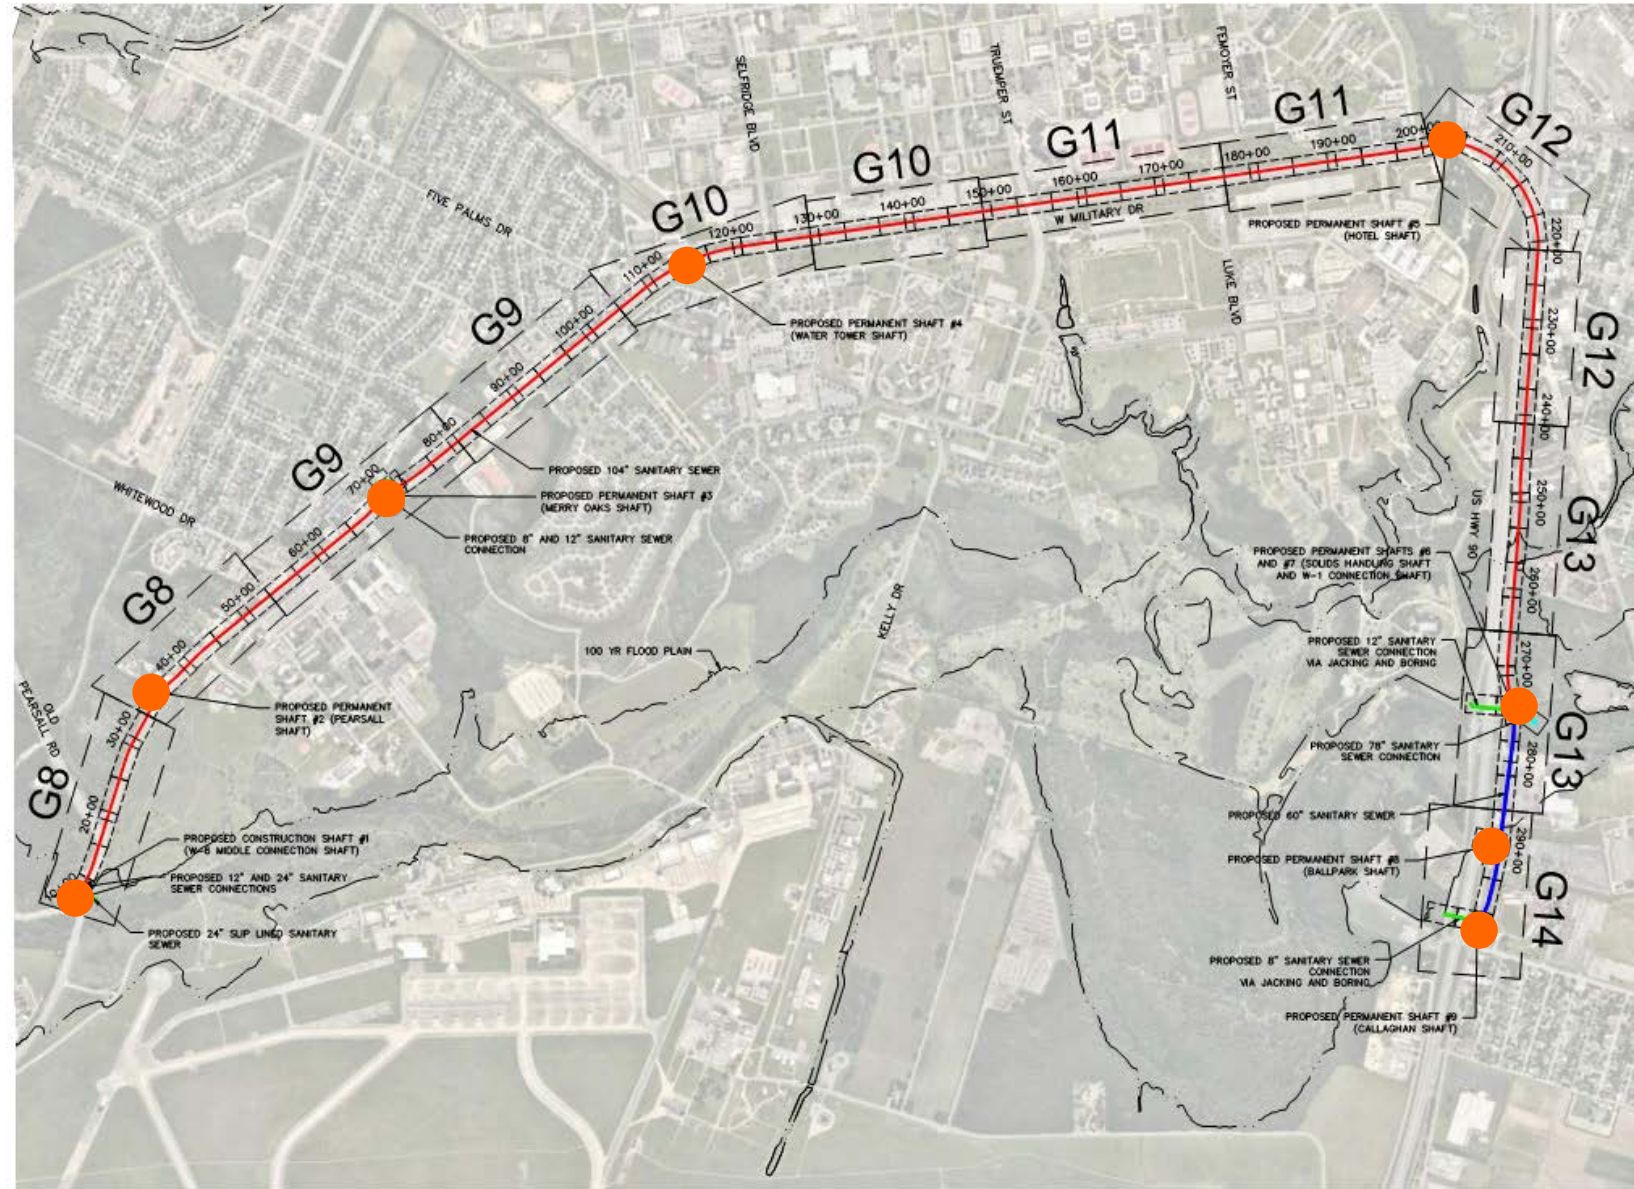 SELFRIDGE BLVD
TRUEMPER ST
FEMOYER ST
G10
G10
G11
G11
G12
110+00
120+00
130+00
140+00
150+00
160+00
170+00
180+00
190+00
200+00
210+00
220+00
W MILITARY DR
FIVE PALMS DR
LUKE BLVD
PROPOSED PERMANENT SHAFT #5
(HOTEL SHAFT)
PROPOSED PERMANENT SHAFT #4
(WATER TOWER SHAFT)
G9
100+00
90+00
80+00
G9
70+00
60+00
WHITEWOOD DR
PROPOSED 104" SANITARY SEWER
PROPOSED PERMANENT SHAFT #3
(MERRY OAKS SHAFT)
PROPOSED 8" AND 12" SANITARY SEWER
CONNECTION
G12
230+00
240+00
G13
250+00
260+00
US HWY 90
PROPOSED PERMANENT SHAFTS #6
AND #7 (SOLIDS HANDLING SHAFT
AND W-1 CONNECTION SHAFT)
G8
50+00
40+00
KELLY DR
100 YR FLOOD PLAIN
PROPOSED 12" SANITARY
SEWER CONNECTION
VIA JACKING AND BORING
270+00
G13
280+00
PROPOSED 78" SANITARY
SEWER CONNECTION
OLD
PEARSALL RD
PROPOSED PERMANENT
SHAFT #2 (PEARSALL
SHAFT)
30+00
G8
20+00
PROPOSED CONSTRUCTION SHAFT #1
(W-6 MIDDLE CONNECTION SHAFT)
PROPOSED 12" AND 24" SANITARY
SEWER CONNECTIONS
PROPOSED 24" SLIP LINED SANITARY
SEWER
PROPOSED 60" SANITARY SEWER
290+00
PROPOSED PERMANENT SHAFT #8
(BALLPARK SHAFT)
G14
PROPOSED 8" SANITARY SEWER
CONNECTION
VIA JACKING AND BORING
PROPOSED PERMANENT SHAFT #9
(CALLAGHAN SHAFT)